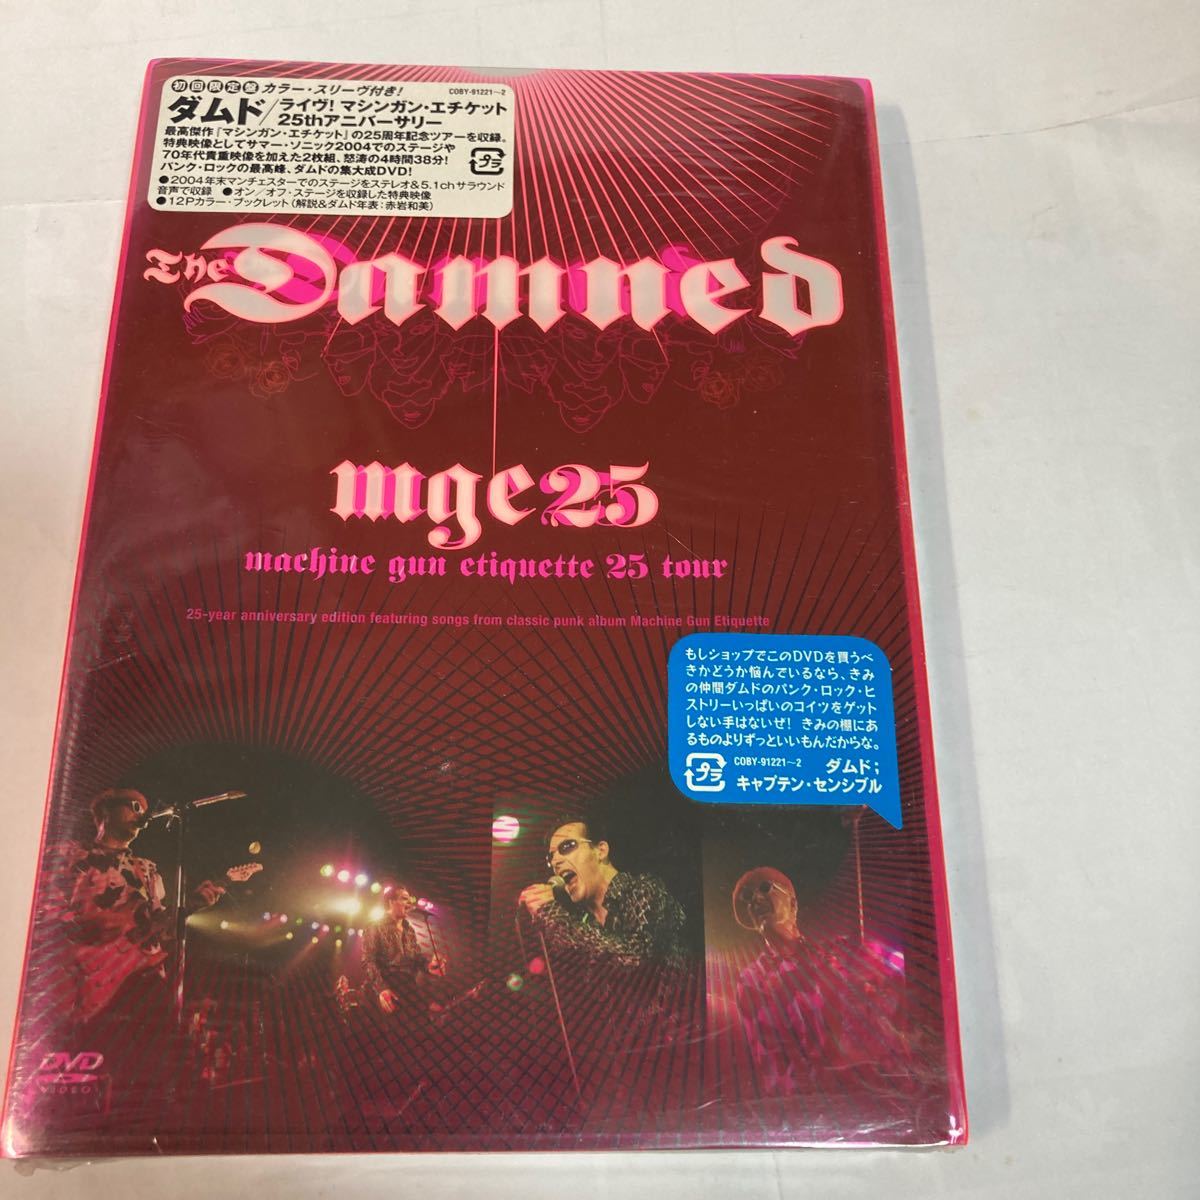 初回限定盤 カラー・スリーヴ付き! COBY-91221~2
ダムド/ライヴ! マシンガン・エチケット
25thアニバーサリー
最高傑作『マシンガン・エチケット』の25周年記念ツアーを収録。
特典映像としてサマー・ソニック2004でのステージや
70年代貴重映像を加えた2枚組、怒涛の4時間38分!
パンク・ロックの最高峰、ダムドの集大成DVD!
プラ
●2004年末マンチェスターでのステージをステレオ&5.1chサラウンド
音声で収録 ●オン/オフ・ステージを収録した特典映像
●12Pカラー・ブックレット(解説&ダムド年表:赤岩和美)
The Damned
mge25
machine gun etiquette 25 tour
25-year anniversary edition featuring songs from classic punk album Machine Gun Etiquette
もしショップでこのDVDを買うべ
きかどうか悩んでいるなら、きみ
の仲間ダムドのパンク・ロック・ヒ
ストリーいっぱいのコイツをゲット
しない手はないぜ! きみの棚にあ
るものよりずっといいもんだからな。
プラ COBY-91221~2 ダムド;
キャプテン・センシブル
DVD
VIDEO